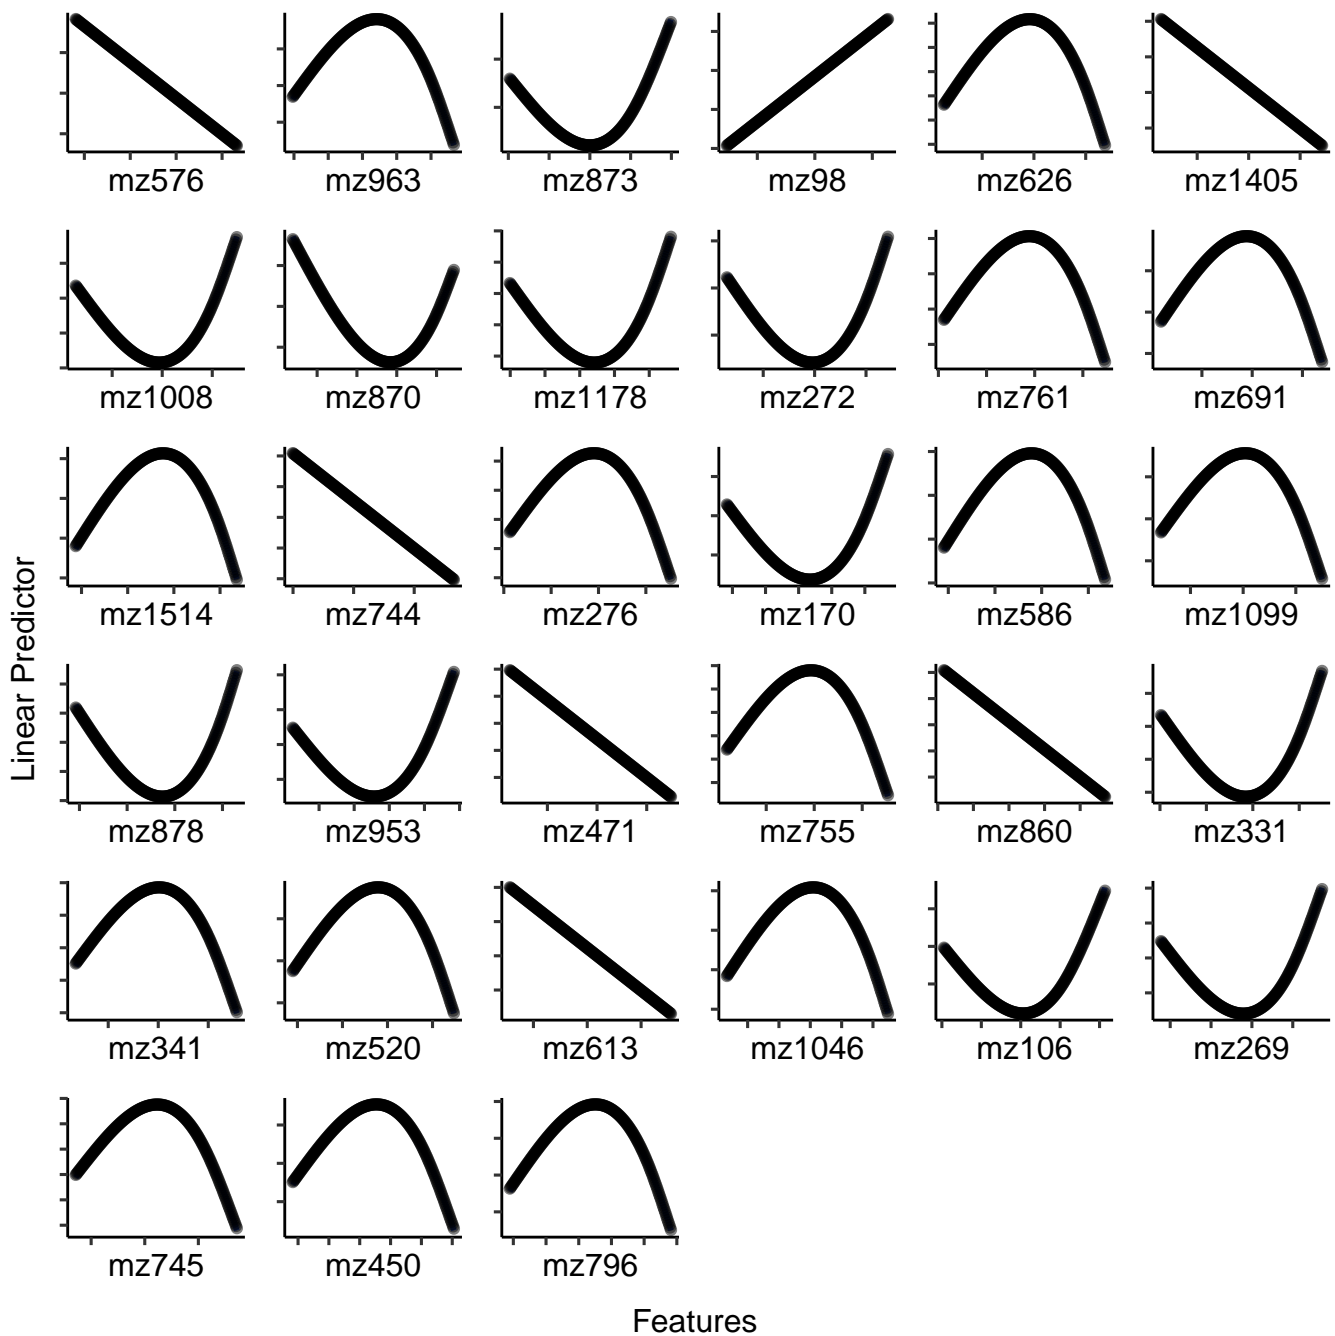 mz576 mz963 mz873 mz98 mz626 mz1405
mz1008 mz870 mz1178 mz272 mz761 mz691
mz1514 mz744 mz276 mz170 mz586 mz1099
mz878 mz953 mz471 mz755 mz860 mz331
mz341 mz520 mz613 mz1046 mz106 mz269
mz745 mz450 mz796
Linear Predictor
Features